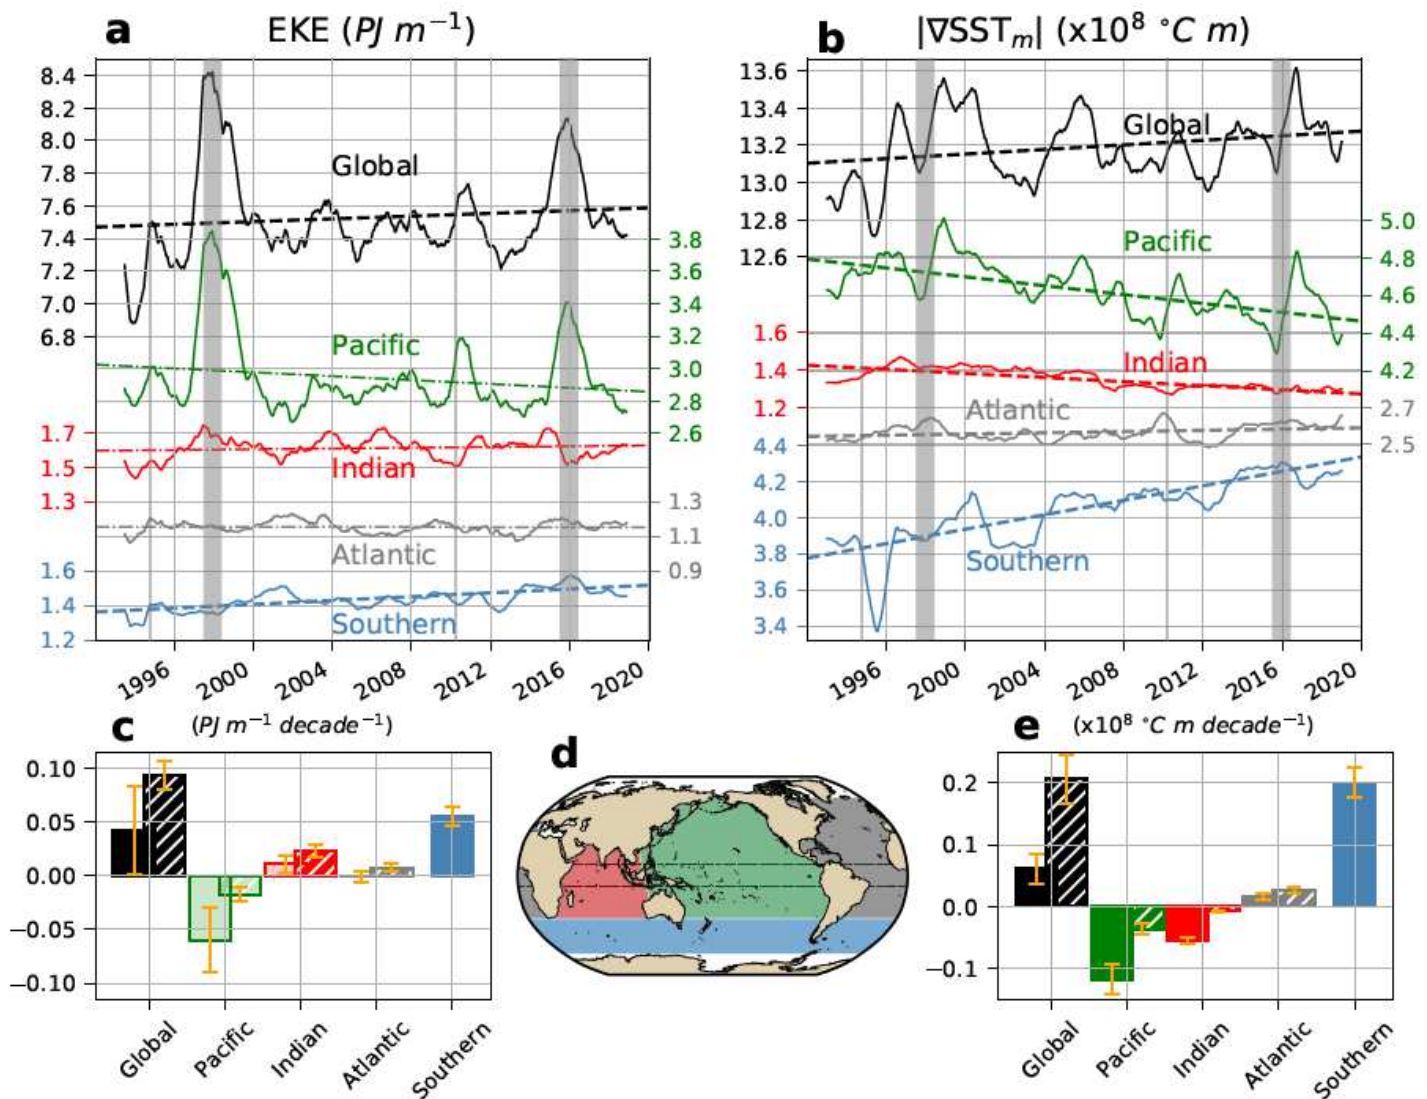 a EKE (PJ m⁻¹)
8.4
8.2
8.0
7.8
7.6
7.4
7.2
7.0
6.8
1.7
1.5
1.3
1.6
1.4
1.2
Global
Pacific
Indian
Atlantic
Southern
3.8
3.6
3.4
3.2
3.0
2.8
2.6
1.3
1.1
0.9
1996 2000 2004 2008 2012 2016 2020
b |∇SSTₘ| (x10⁸ °C m)
13.6
13.4
13.2
13.0
12.8
12.6
1.6
1.4
1.2
4.4
4.2
4.0
3.8
3.6
3.4
Global
Pacific
Indian
Atlantic
Southern
5.0
4.8
4.6
4.4
4.2
2.7
2.5
1996 2000 2004 2008 2012 2016 2020
c (PJ m⁻¹ decade⁻¹)
0.10
0.05
0.00
−0.05
−0.10
Global Pacific Indian Atlantic Southern
d
e (x10⁸ °C m decade⁻¹)
0.2
0.1
0.0
−0.1
Global Pacific Indian Atlantic Southern